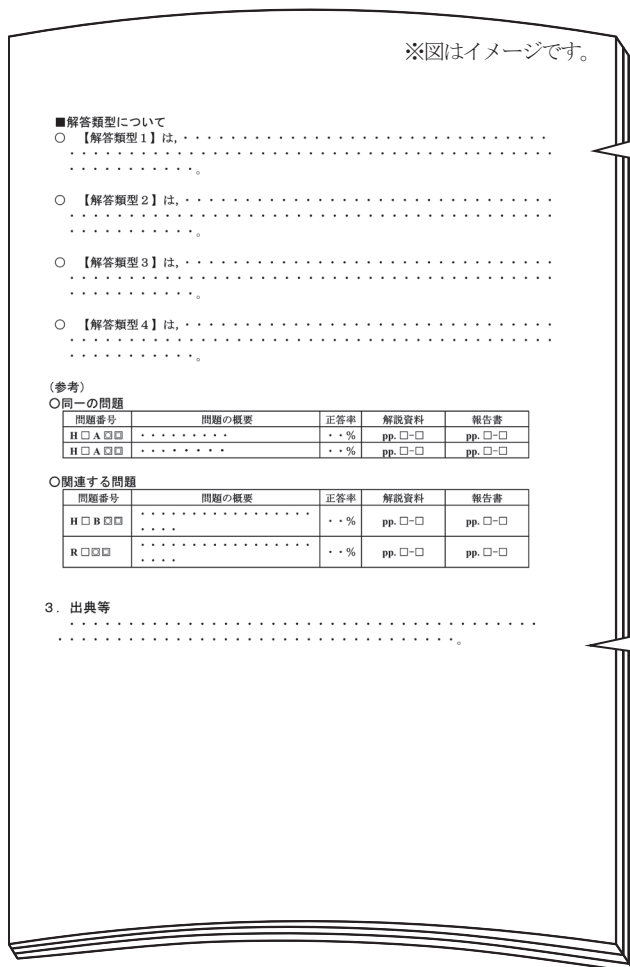 ※図はイメージです。
■解答類型について
○　【解答類型１】は,・・・・・・・・・・・・・・・・・・・・・・・・・・・・・・・
・・・・・・・・・・・・・・・・・・・・・・・・・・・・・・・・・・・・・・・・
・・・・・・・・・・・。
○　【解答類型２】は,・・・・・・・・・・・・・・・・・・・・・・・・・・・・・・・
・・・・・・・・・・・・・・・・・・・・・・・・・・・・・・・・・・・・・・・・
・・・・・・・・・・・。
○　【解答類型３】は,・・・・・・・・・・・・・・・・・・・・・・・・・・・・・・・
・・・・・・・・・・・・・・・・・・・・・・・・・・・・・・・・・・・・・・・・
・・・・・・・・・・・。
○　【解答類型４】は,・・・・・・・・・・・・・・・・・・・・・・・・・・・・・・・
・・・・・・・・・・・・・・・・・・・・・・・・・・・・・・・・・・・・・・・・
・・・・・・・・・・・。
（参考）
○同一の問題
問題番号　問題の概要　正答率　解説資料　報告書
H □ A ▣▣　・・・・・・・・・　・・%　pp. □-□　pp. □-□
H □ A ▣▣　・・・・・・・・　・・%　pp. □-□　pp. □-□
○関連する問題
問題番号　問題の概要　正答率　解説資料　報告書
H □ B ▣▣　・・・・・・・・・・・・・・・・・　・・%　pp. □-□　pp. □-□
・・・・
R □▣▣　・・・・・・・・・・・・・・・・・　・・%　pp. □-□　pp. □-□
・・・・
３．出典等
・・・・・・・・・・・・・・・・・・・・・・・・・・・・・・・・・・・・・・・
・・・・・・・・・・・・・・・・・・・・・・・・・・・・・・・・・。